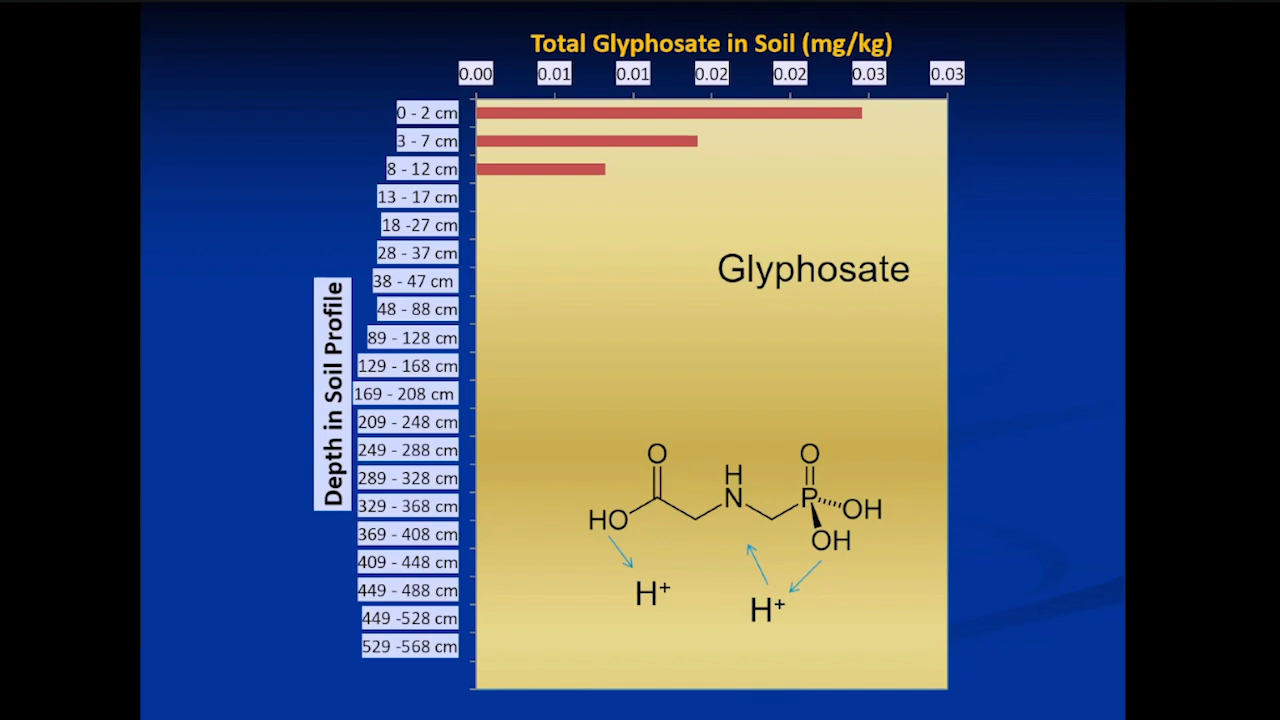 Total Glyphosate in Soil (mg/kg)
0.00 0.01 0.01 0.02 0.02 0.03 0.03
Depth in Soil Profile
0 - 2 cm
3 - 7 cm
8 - 12 cm
13 - 17 cm
18 -27 cm
28 - 37 cm
38 - 47 cm
48 - 88 cm
89 - 128 cm
129 - 168 cm
169 - 208 cm
209 - 248 cm
249 - 288 cm
289 - 328 cm
329 - 368 cm
369 - 408 cm
409 - 448 cm
449 - 488 cm
449 -528 cm
529 -568 cm
Glyphosate
O O
H
N P OH
HO OH
H⁺ H⁺